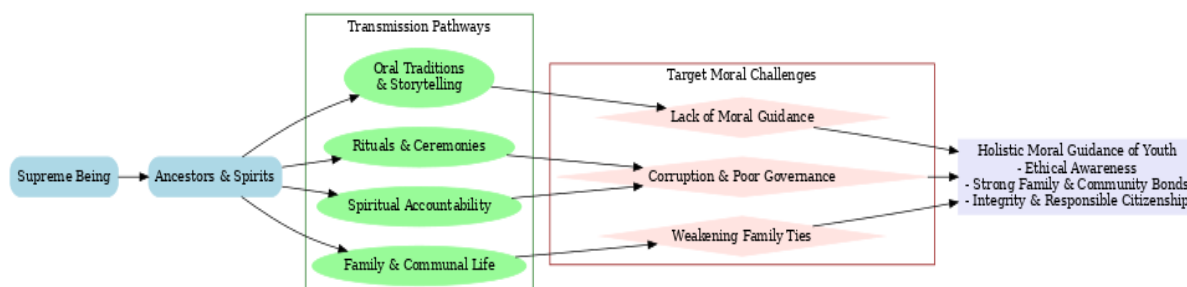 Transmission Pathways
Oral Traditions
& Storytelling
Rituals & Ceremonies
Spiritual Accountability
Family & Communal Life
Supreme Being
Ancestors & Spirits
Target Moral Challenges
Lack of Moral Guidance
Corruption & Poor Governance
Weakening Family Ties
Holistic Moral Guidance of Youth
- Ethical Awareness
- Strong Family & Community Bonds
- Integrity & Responsible Citizenship